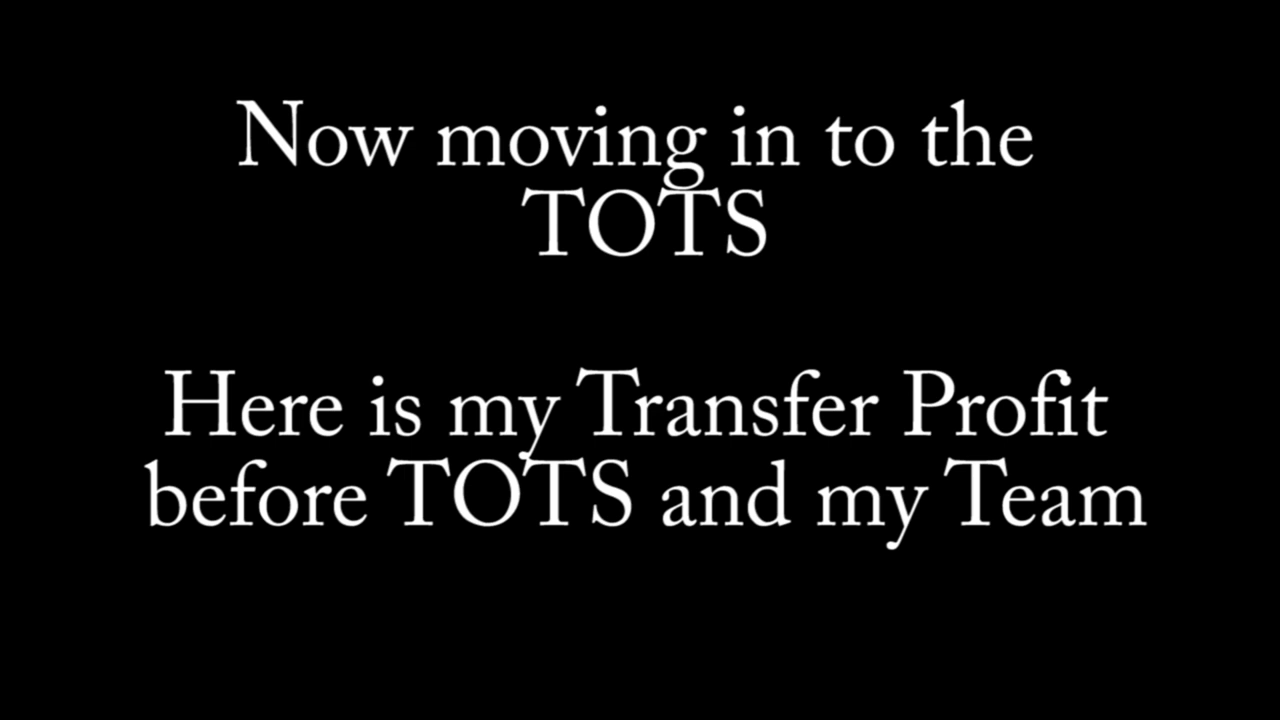 Now moving in to the
TOTS
Here is my Transfer Profit
before TOTS and my Team